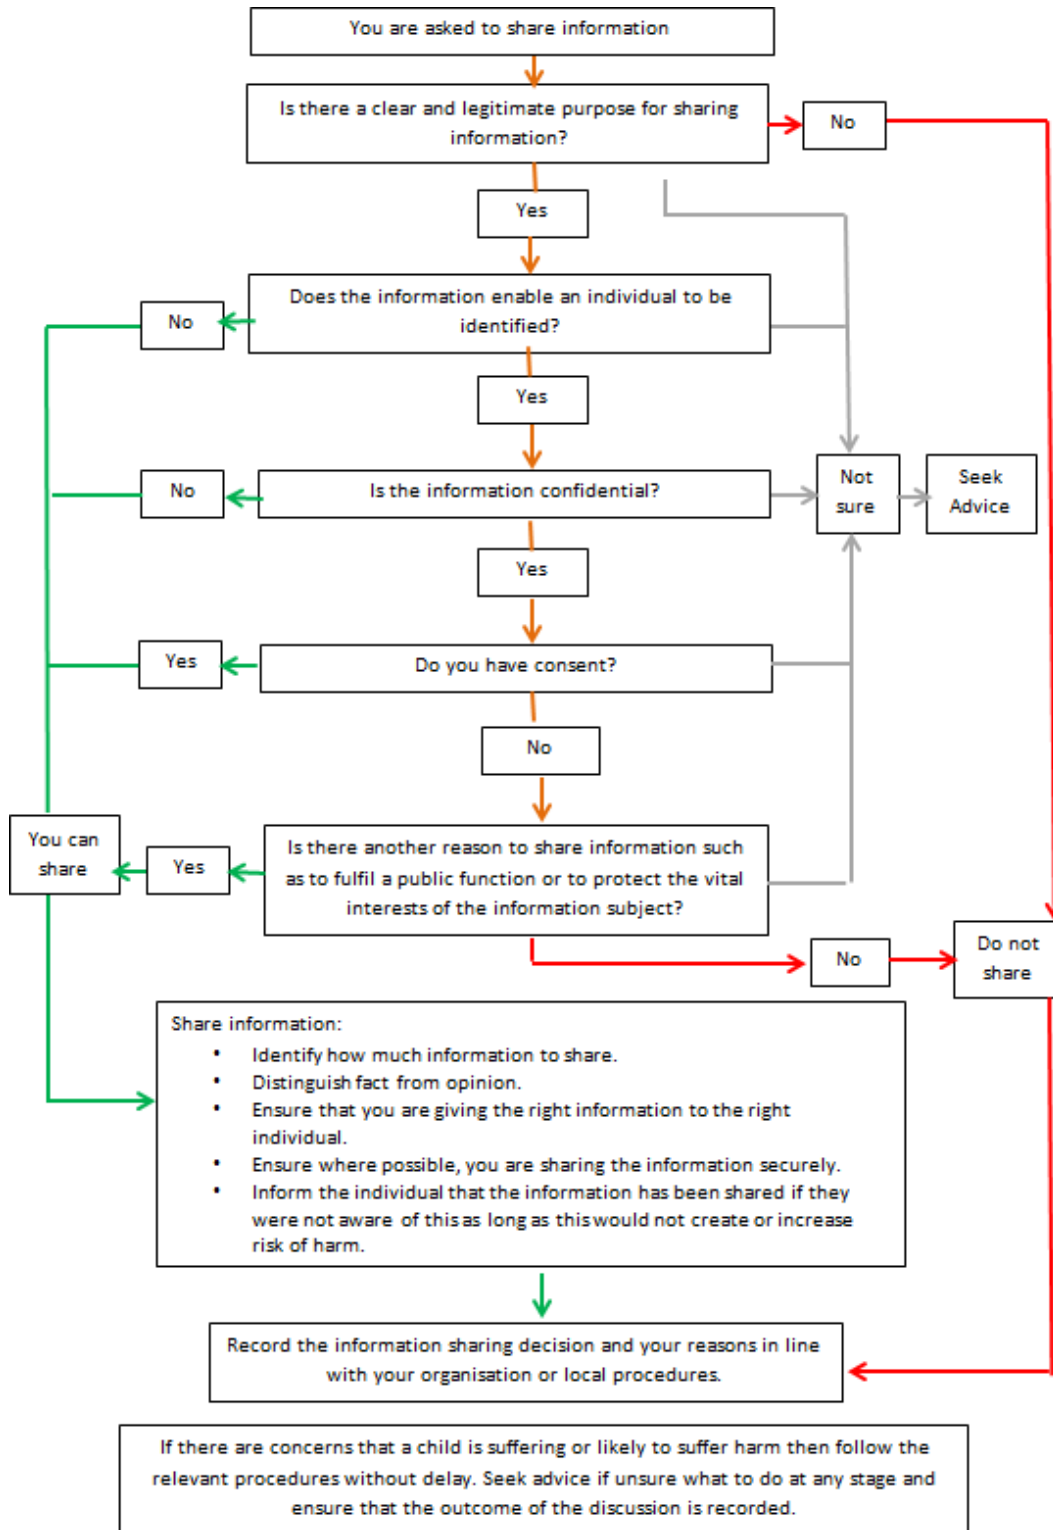 You are asked to share information
Is there a clear and legitimate purpose for sharing
information?
No
Yes
Does the information enable an individual to be
identified?
No
Yes
Is the information confidential?
No
Not
sure
Seek
Advice
Yes
Do you have consent?
Yes
No
Is there another reason to share information such
as to fulfil a public function or to protect the vital
interests of the information subject?
Yes
You can
share
No
Do not
share
Share information:
• Identify how much information to share.
• Distinguish fact from opinion.
• Ensure that you are giving the right information to the right
individual.
• Ensure where possible, you are sharing the information securely.
• Inform the individual that the information has been shared if they
were not aware of this as long as this would not create or increase
risk of harm.
Record the information sharing decision and your reasons in line
with your organisation or local procedures.
If there are concerns that a child is suffering or likely to suffer harm then follow the
relevant procedures without delay. Seek advice if unsure what to do at any stage and
ensure that the outcome of the discussion is recorded.